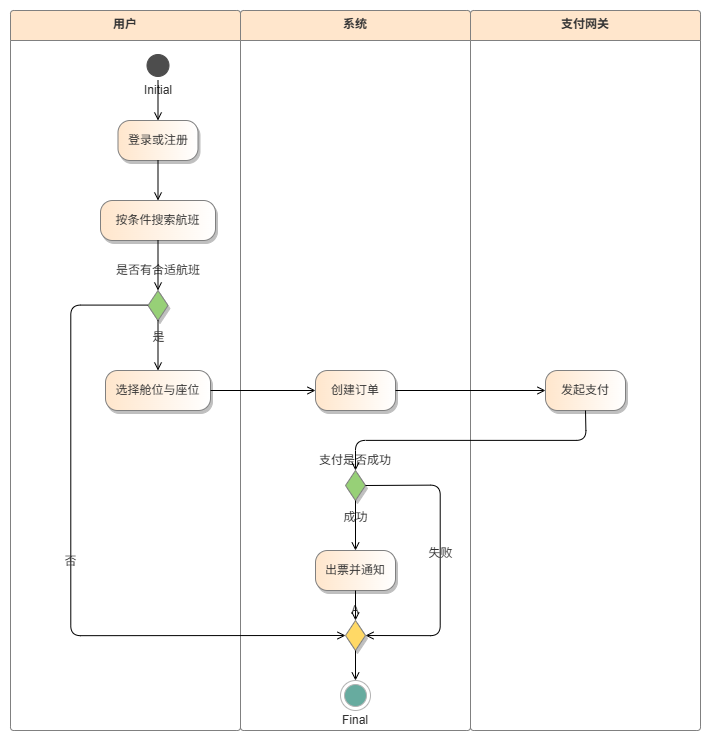 用户
系统
支付网关
Initial
登录或注册
按条件搜索航班
是否有合适航班
是
选择舱位与座位
创建订单
发起支付
支付是否成功
成功
失败
否
出票并通知
Final